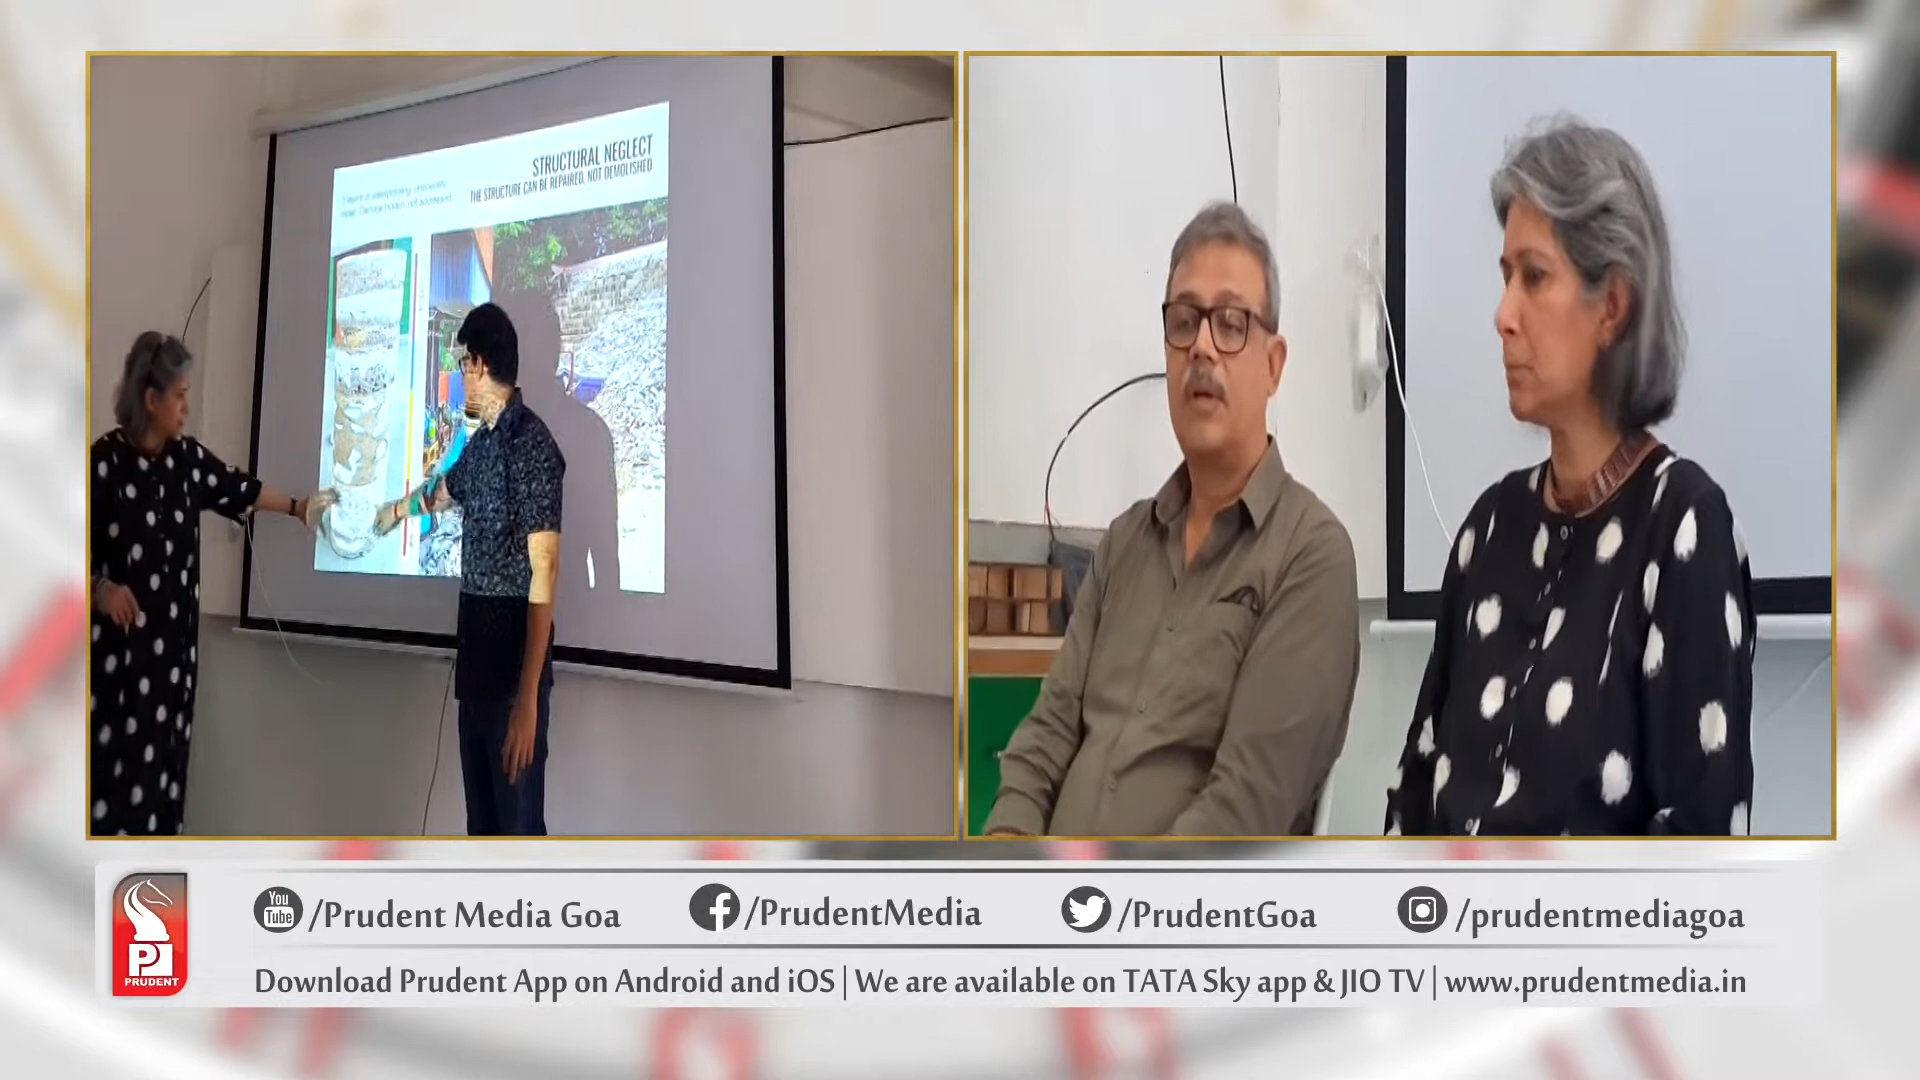 STRUCTURAL NEGLECT
THE STRUCTURE CAN BE REPAIRED, NOT DEMOLISHED
You
Tube
/Prudent Media Goa
/PrudentMedia
/PrudentGoa
/prudentmediagoa
PRUDENT
Download Prudent App on Android and iOS | We are available on TATA Sky app & JIO TV | www.prudentmedia.in